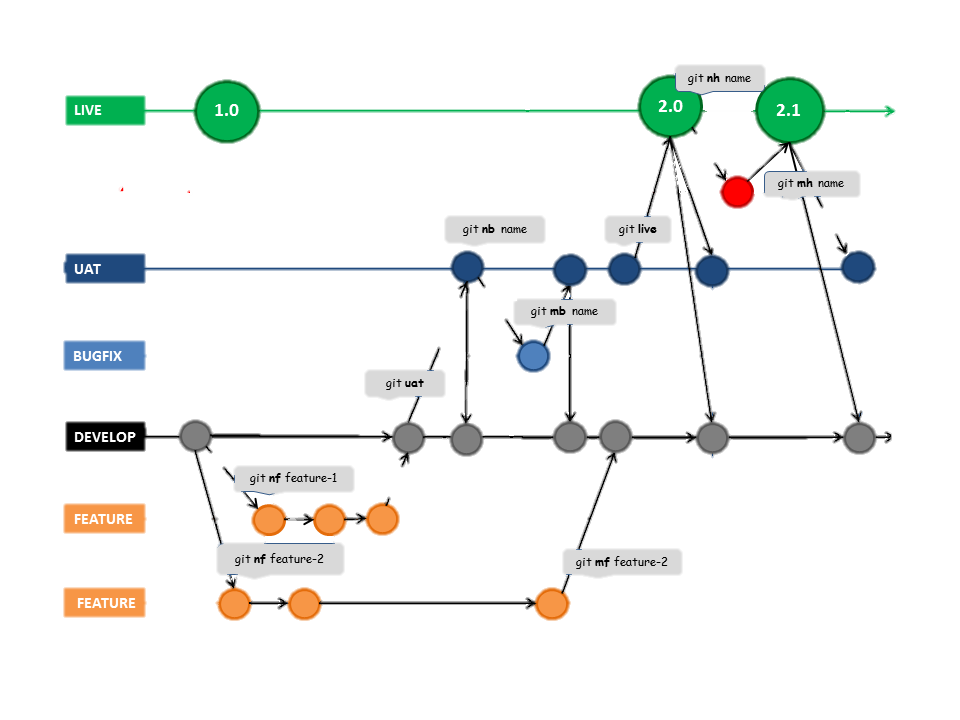 git nh name
LIVE
1.0
2.0
2.1
git mh name
git nb name
git live
UAT
git mb name
BUGFIX
git uat
DEVELOP
git nf feature-1
FEATURE
git nf feature-2
git mf feature-2
FEATURE